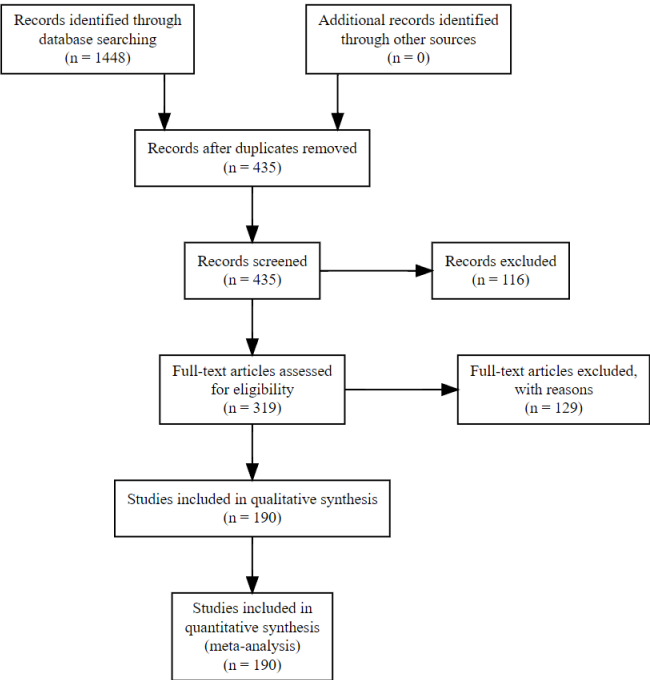 Records identified through
database searching
(n = 1448)
Additional records identified
through other sources
(n = 0)
Records after duplicates removed
(n = 435)
Records screened
(n = 435)
Records excluded
(n = 116)
Full-text articles assessed
for eligibility
(n = 319)
Full-text articles excluded,
with reasons
(n = 129)
Studies included in qualitative synthesis
(n = 190)
Studies included in
quantitative synthesis
(meta-analysis)
(n = 190)